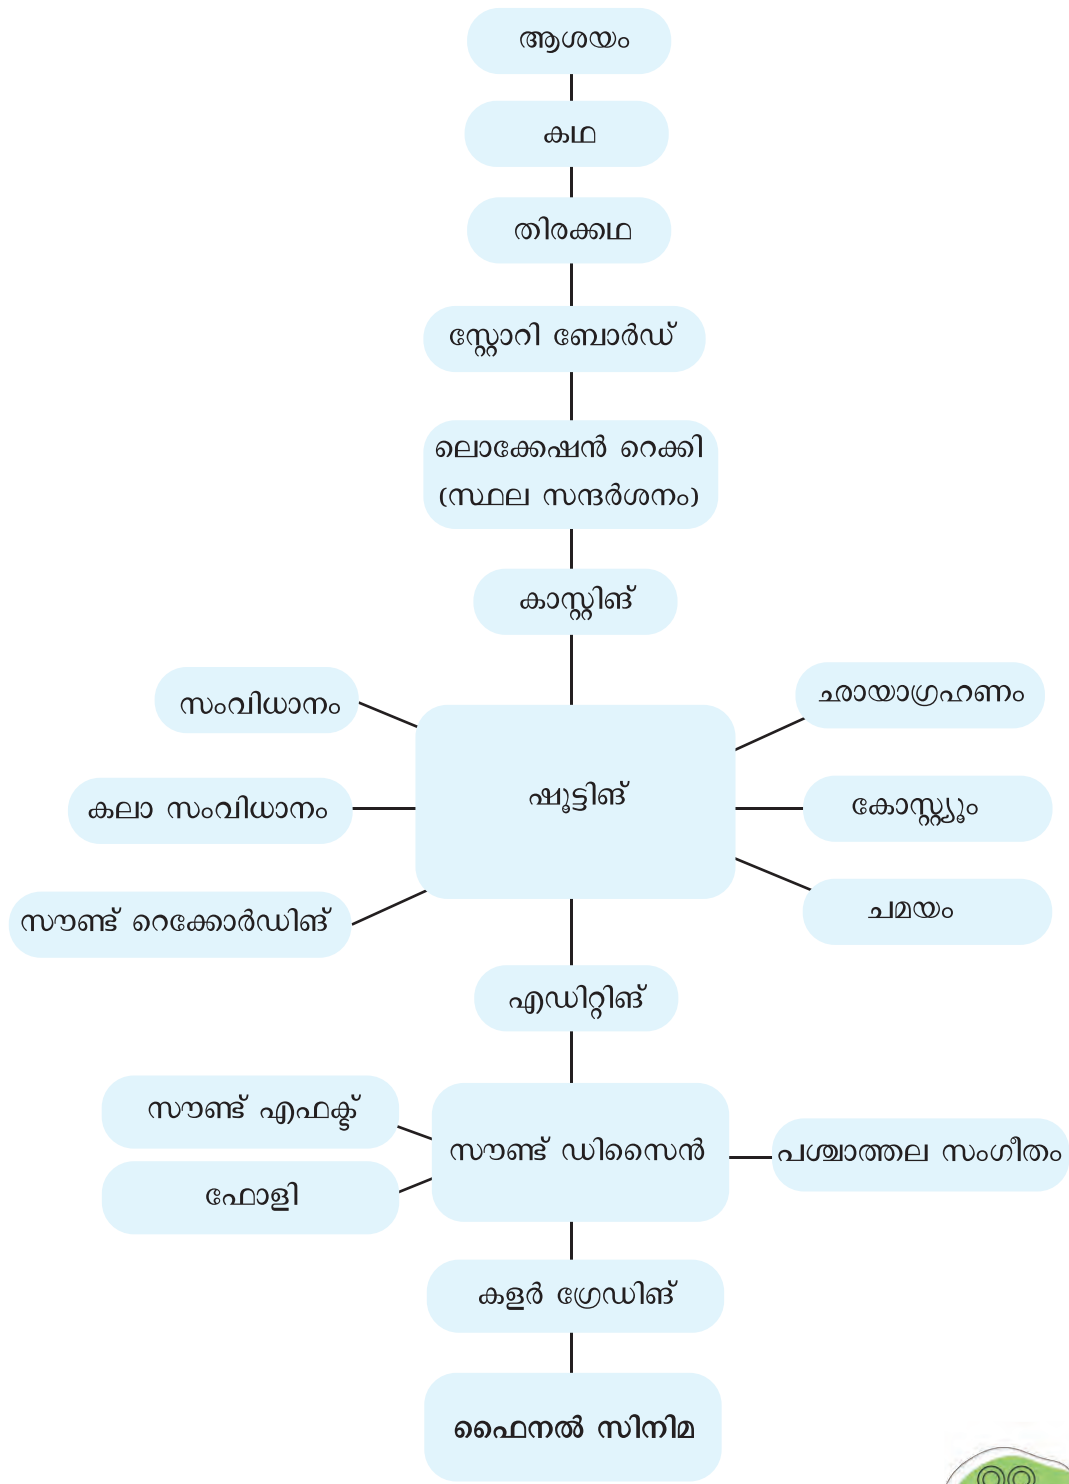 ആശയം
കഥ
തിരക്കഥ
സ്റ്റോറി ബോർഡ്
ലൊക്കേഷൻ റെക്കി
(സ്ഥല സന്ദർശനം)
കാസ്റ്റിങ്
സംവിധാനം
ഛായാഗ്രഹണം
ഷൂട്ടിങ്
കലാ സംവിധാനം
കോസ്റ്റ്യൂം
സൗണ്ട് റെക്കോർഡിങ്
ചമയം
എഡിറ്റിങ്
സൗണ്ട് എഫക്ട്
സൗണ്ട് ഡിസൈൻ
പശ്ചാത്തല സംഗീതം
ഫോളി
കളർ ഗ്രേഡിങ്
ഫൈനൽ സിനിമ